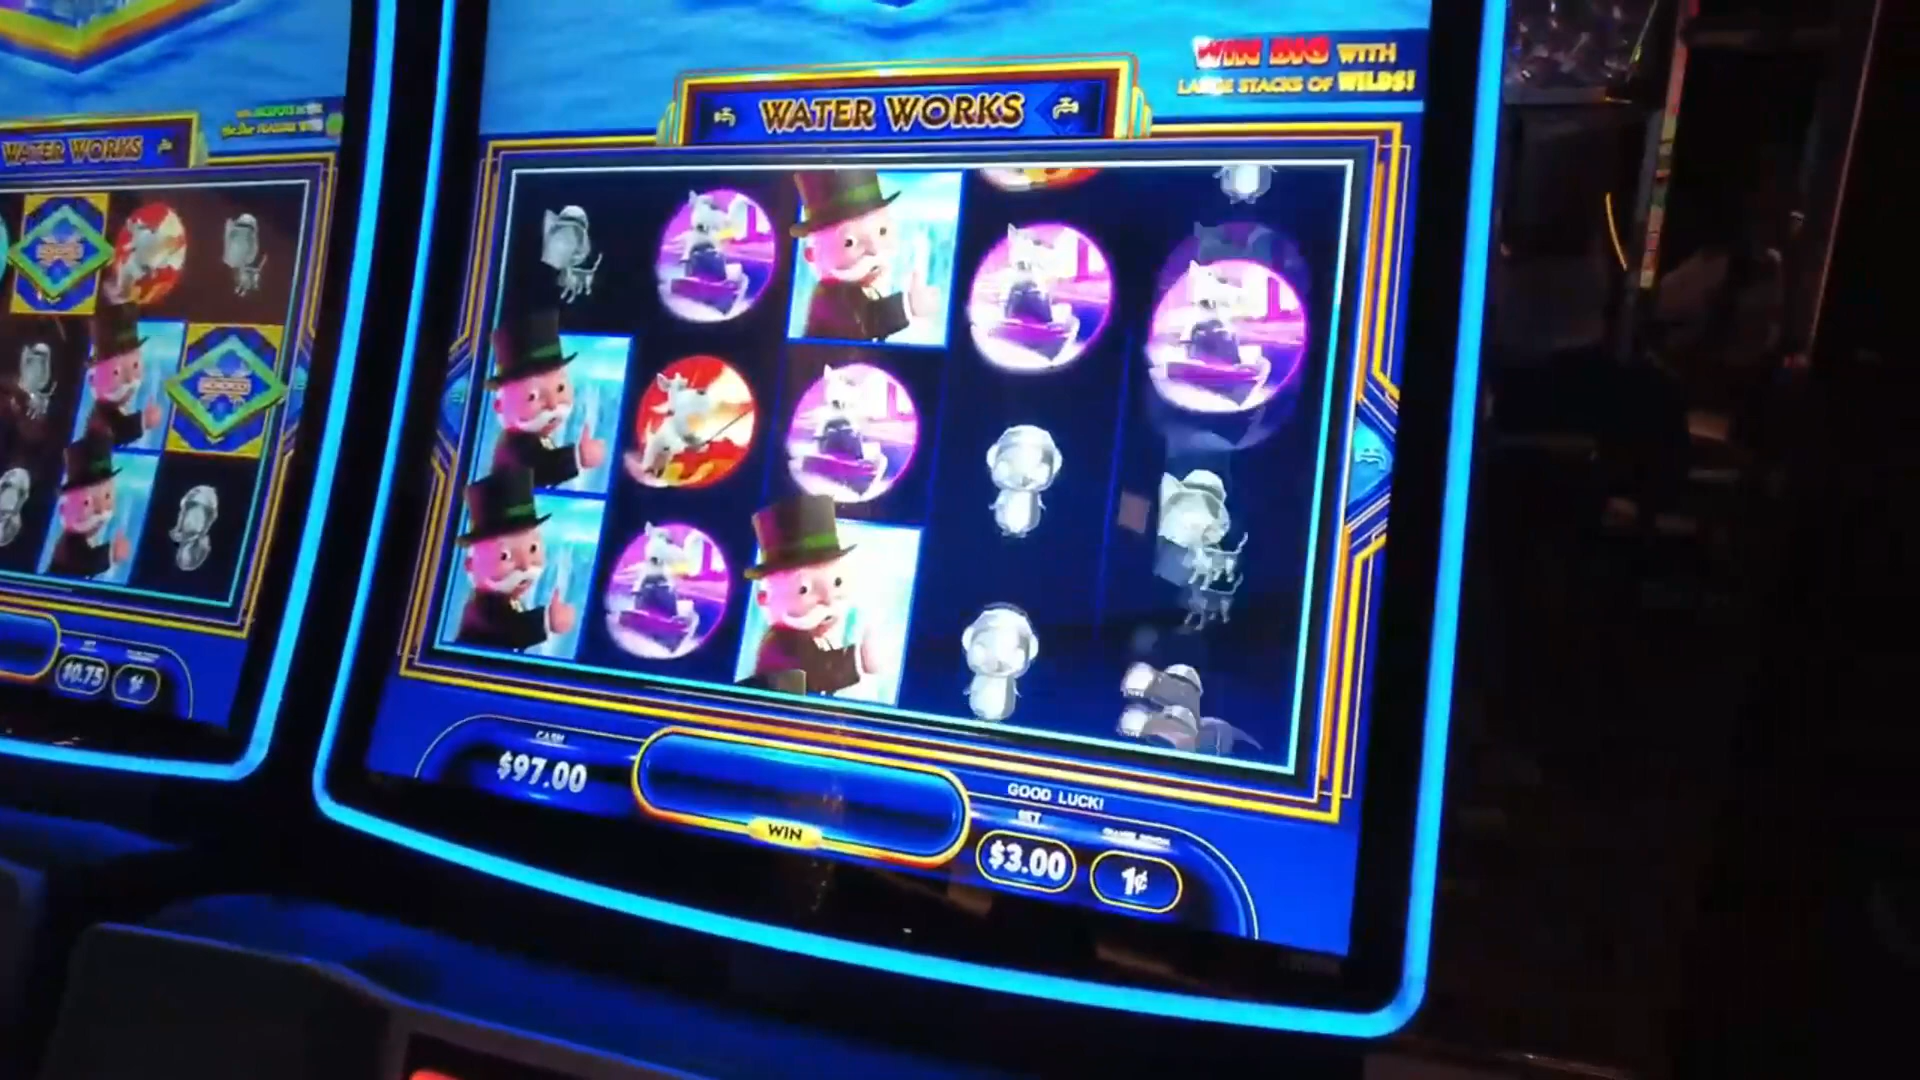 WIN BIG WITH
LARGE STACKS OF WILDS!
WATER WORKS
WATER WORKS
MONOPOLY
CASH
$97.00
WIN
GOOD LUCK!
BET
$3.00
1¢
$0.75
1¢